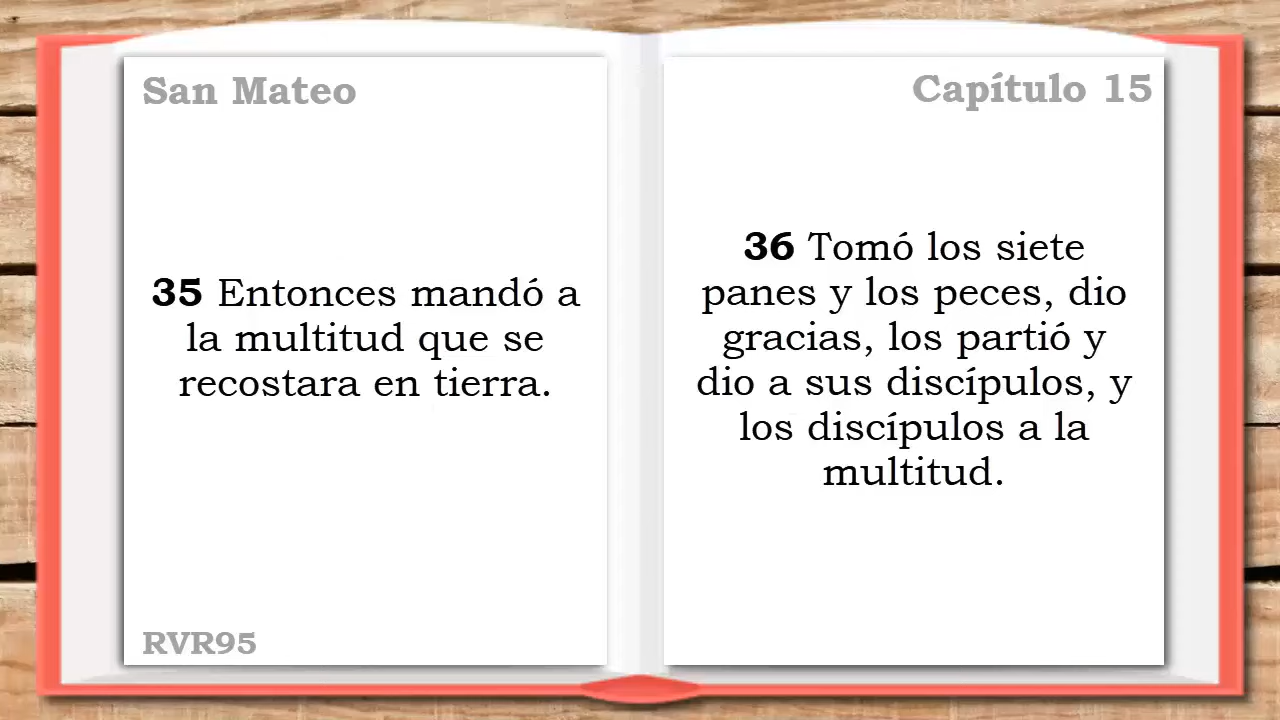 San Mateo
35 Entonces mandó a
la multitud que se
recostara en tierra.
RVR95
Capítulo 15
36 Tomó los siete
panes y los peces, dio
gracias, los partió y
dio a sus discípulos, y
los discípulos a la
multitud.